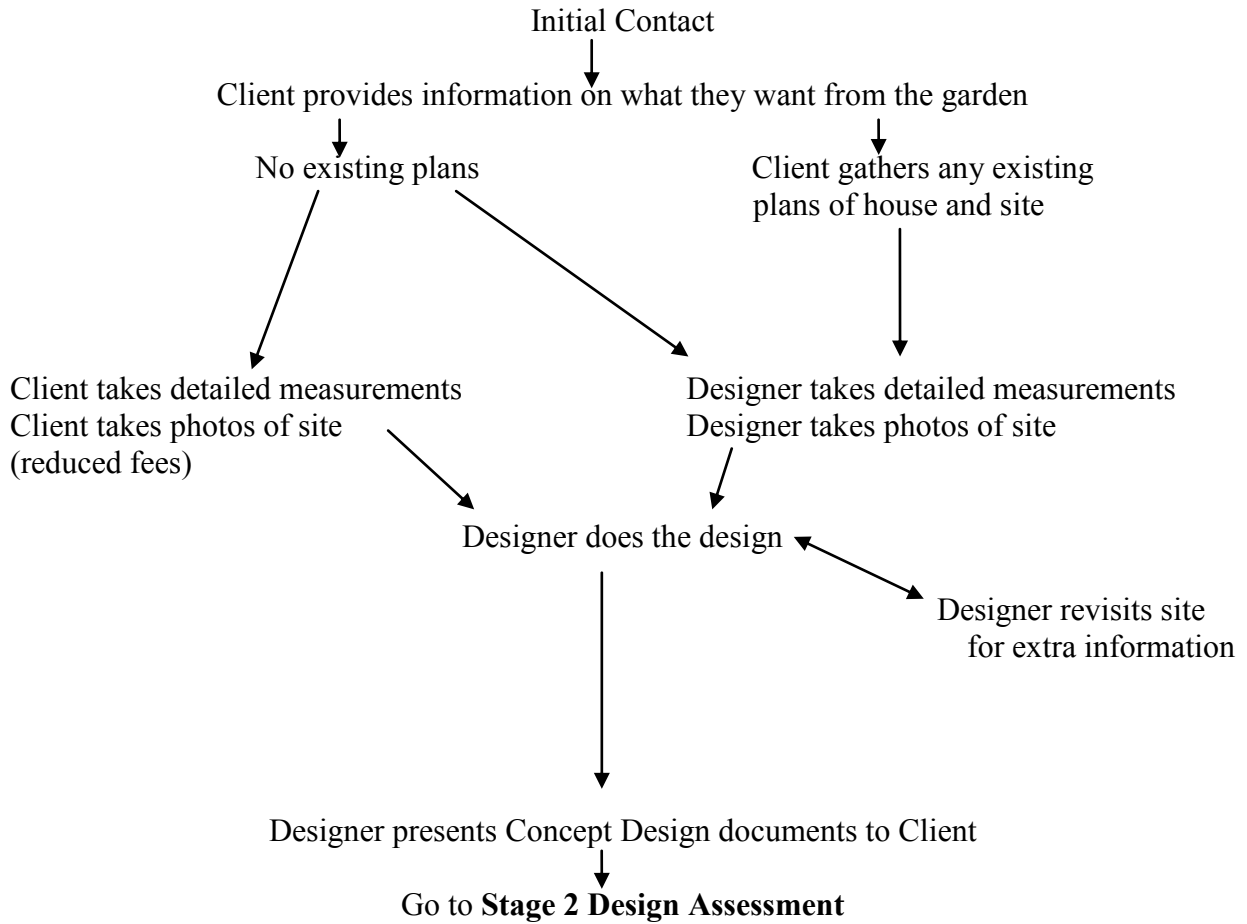 Initial Contact
Client provides information on what they want from the garden
No existing plans
Client gathers any existing
plans of house and site
Client takes detailed measurements
Client takes photos of site
(reduced fees)
Designer takes detailed measurements
Designer takes photos of site
Designer does the design
Designer revisits site
for extra information
Designer presents Concept Design documents to Client
Go to Stage 2 Design Assessment